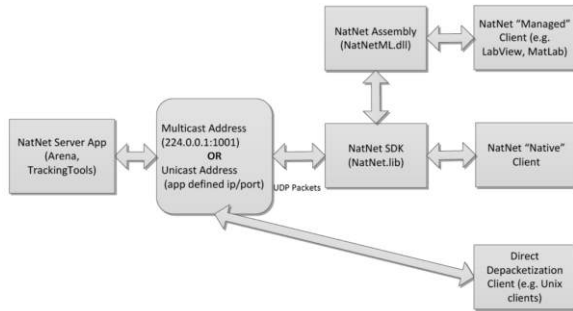 NatNet Assembly
(NatNetML.dll)
NatNet “Managed”
Client (e.g.
LabView, MatLab)
NatNet Server App
(Arena,
TrackingTools)
Multicast Address
(224.0.0.1:1001)
OR
Unicast Address
(app defined ip/port)
UDP Packets
NatNet SDK
(NatNet.lib)
NatNet “Native”
Client
Direct
Depacketization
Client (e.g. Unix
clients)